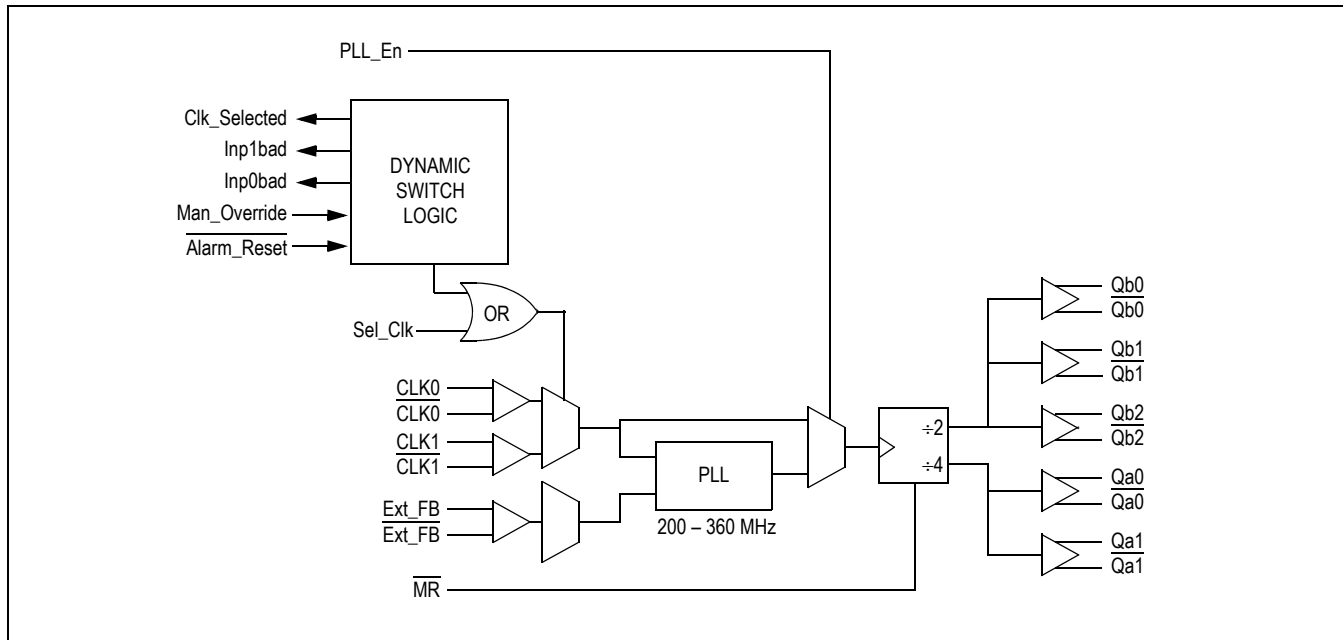 PLL_En
Clk_Selected
Inp1bad
Inp0bad
Man_Override
Alarm_Reset
DYNAMIC
SWITCH
LOGIC
OR
Sel_Clk
CLK0
CLK0
CLK1
CLK1
Ext_FB
Ext_FB
PLL
200 – 360 MHz
MR
÷2
÷4
Qb0
Qb0
Qb1
Qb1
Qb2
Qb2
Qa0
Qa0
Qa1
Qa1